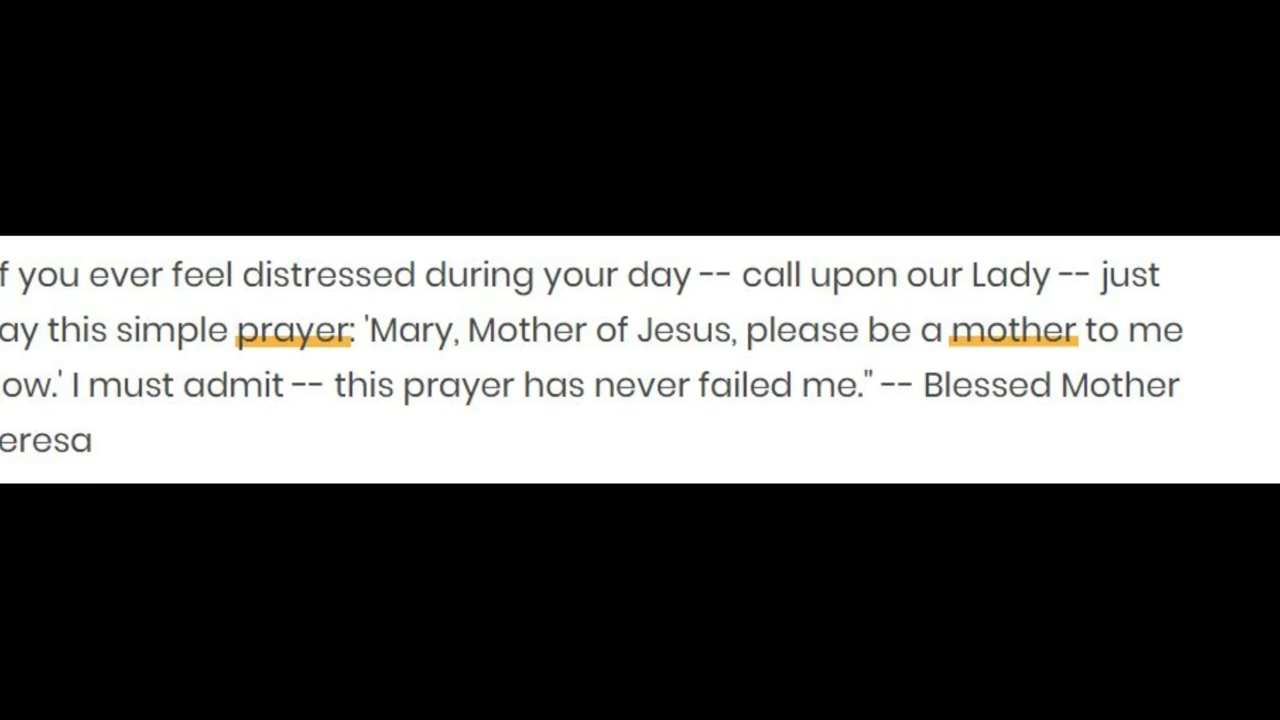 f you ever feel distressed during your day -- call upon our Lady -- just
ay this simple prayer: 'Mary, Mother of Jesus, please be a mother to me
ow.' I must admit -- this prayer has never failed me." -- Blessed Mother
eresa